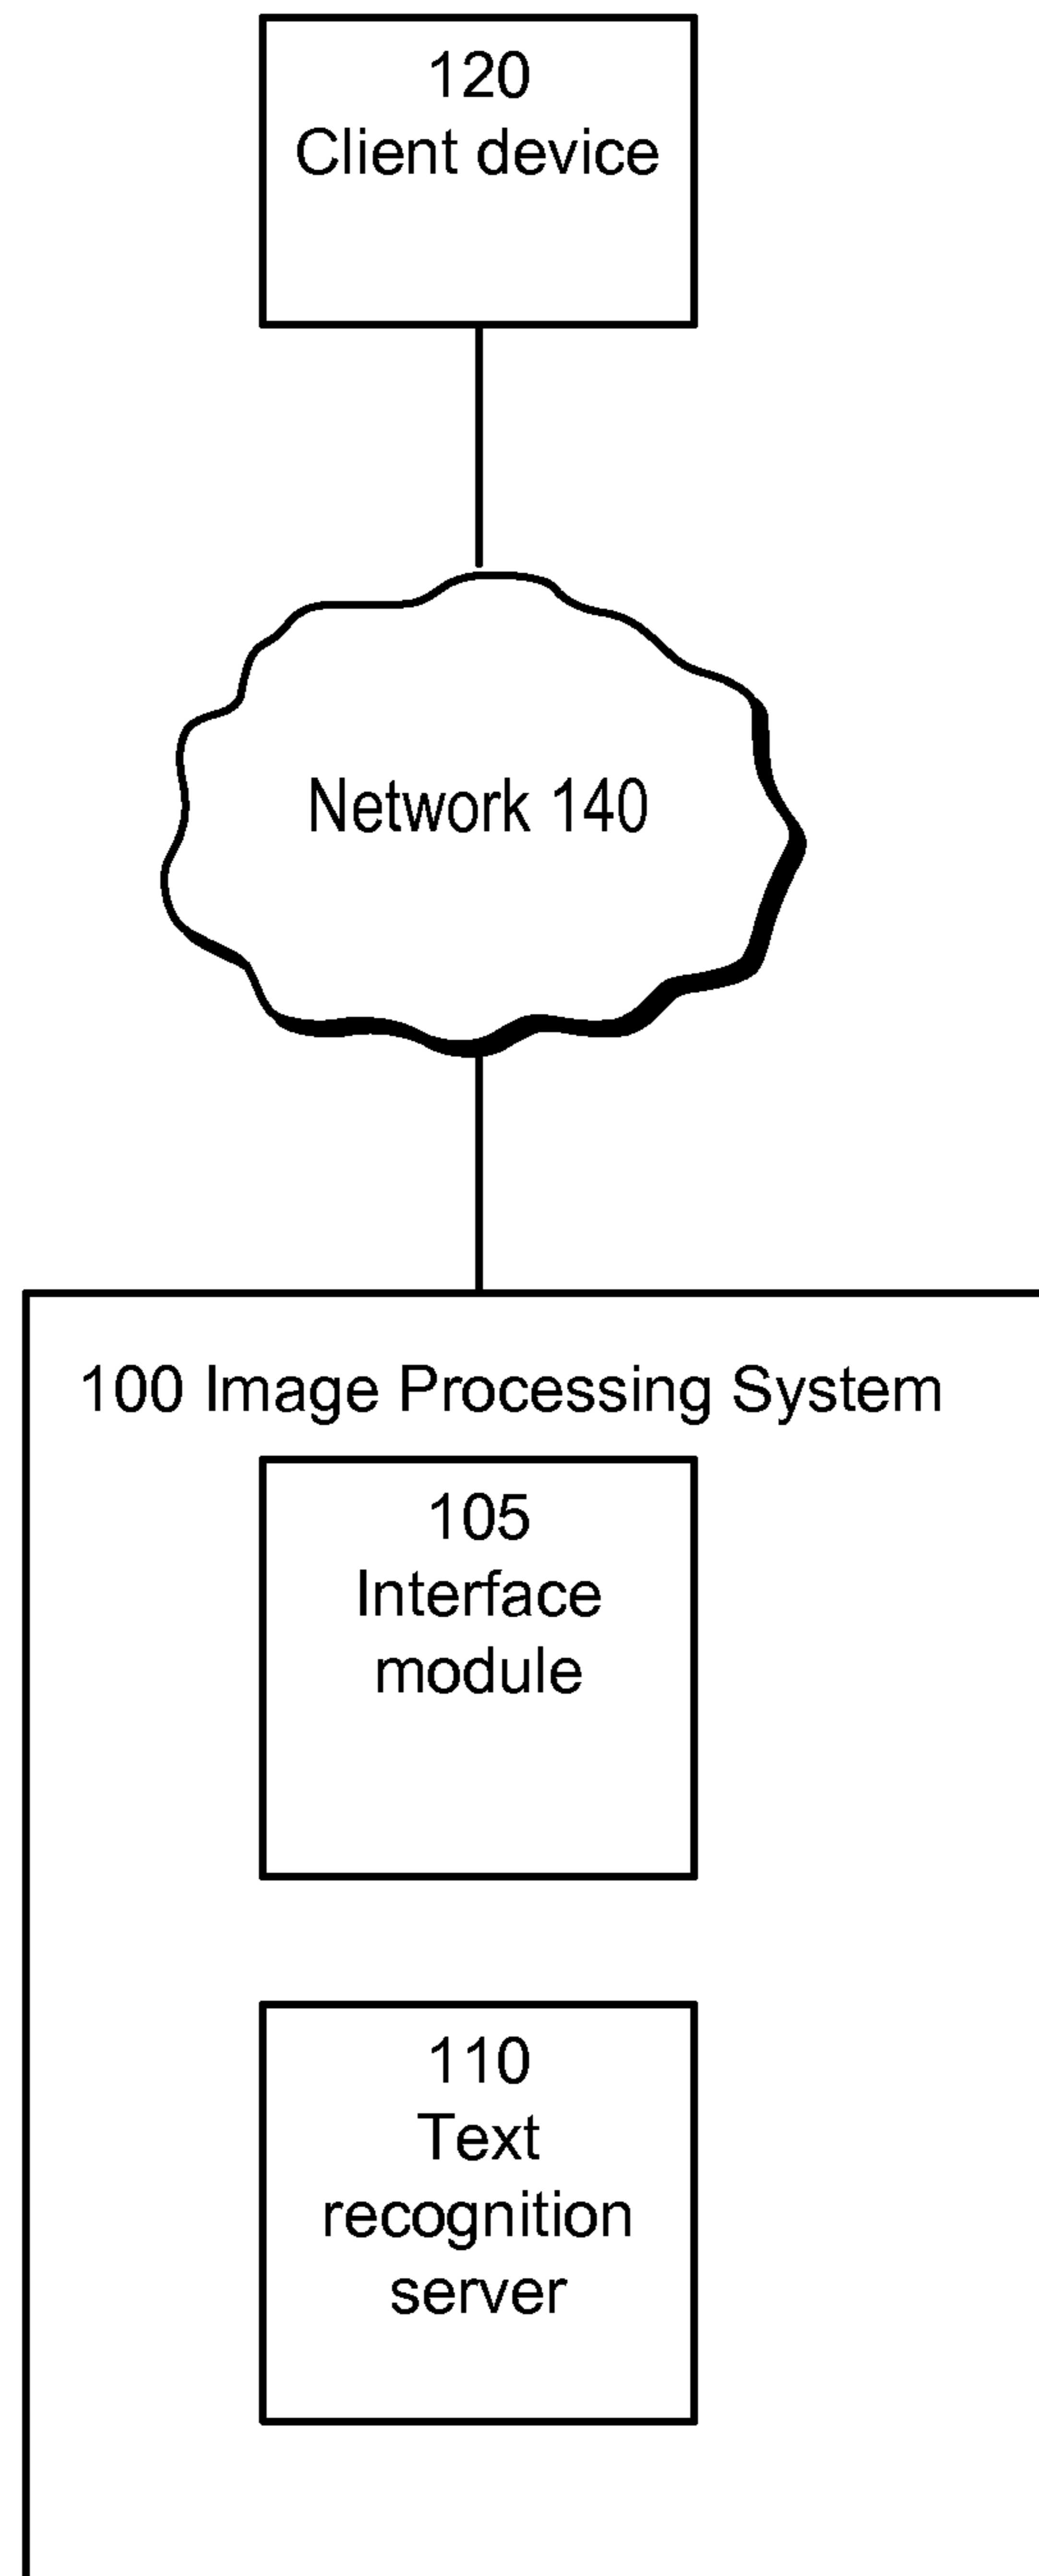 120
Client device
Network 140
100 Image Processing System
105
Interface
module
110
Text
recognition
server